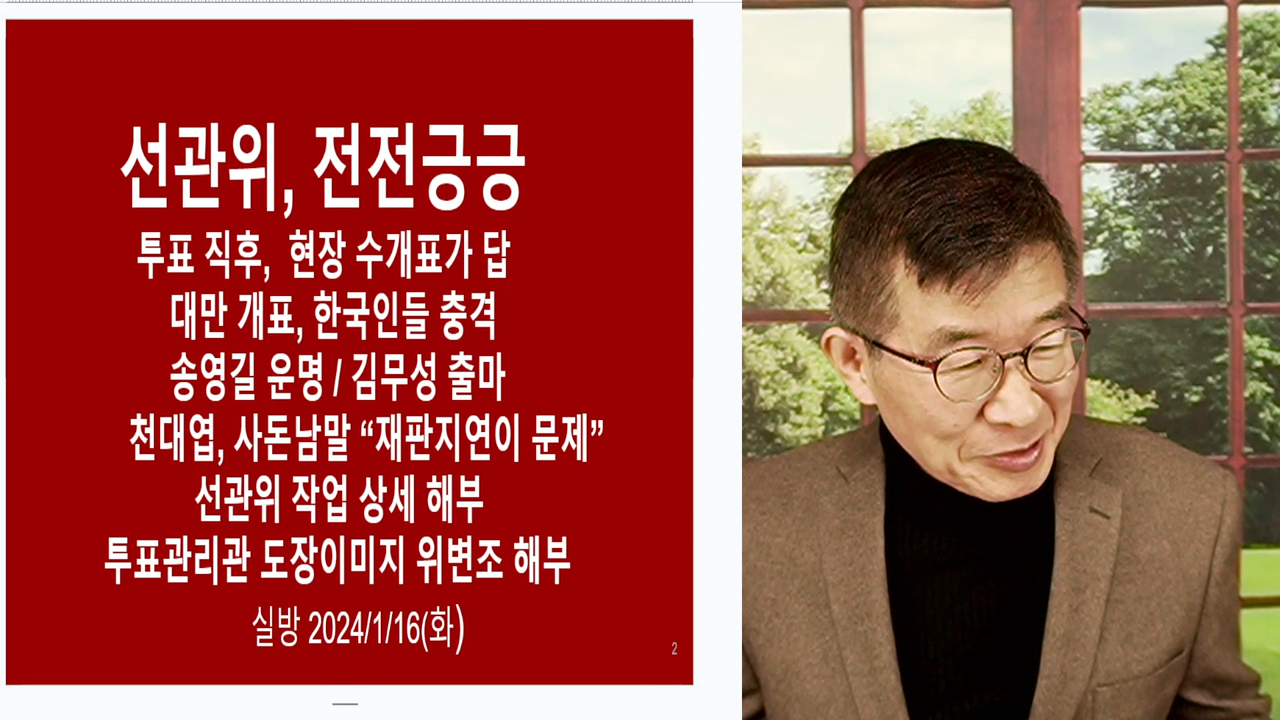 선관위, 전전긍긍
투표 직후, 현장 수개표가 답
대만 개표, 한국인들 충격
송영길 운명 / 김무성 출마
천대엽, 사돈남말 “재판지연이 문제”
선관위 작업 상세 해부
투표관리관 도장이미지 위변조 해부
실방 2024/1/16(화)
2